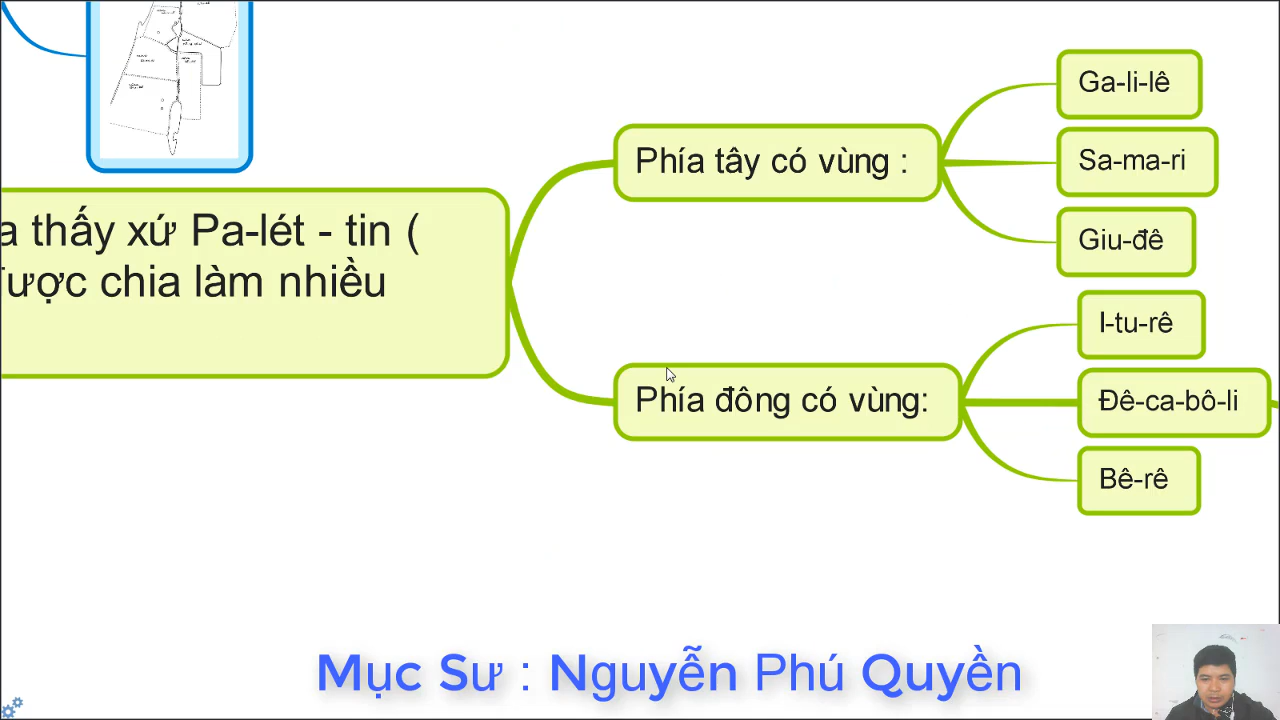 Ga-li-lê
Phía tây có vùng :
Sa-ma-ri
Giu-đê
thấy xứ Pa-lét - tin (
chia làm nhiều
I-tu-rê
Phía đông có vùng:
Đê-ca-bô-li
Bê-rê
Mục Sư : Nguyễn Phú Quyền